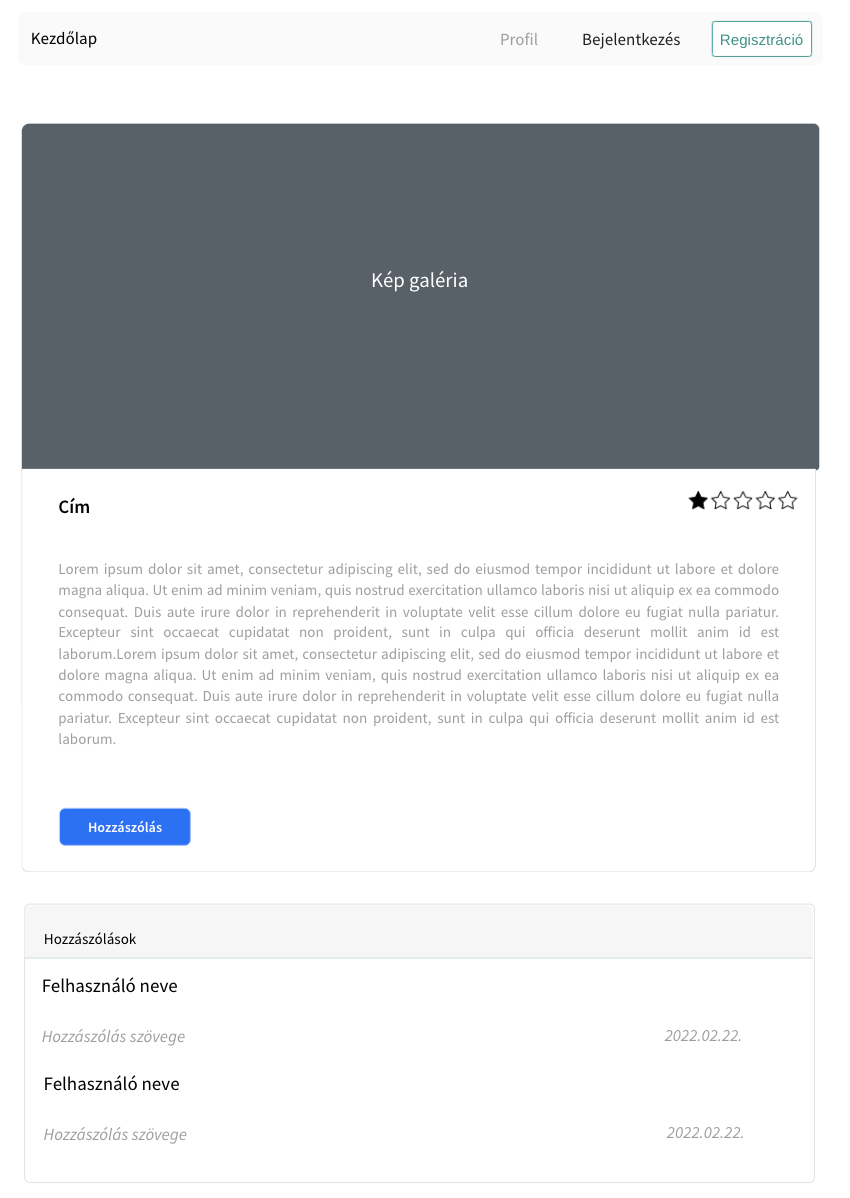 Kezdőlap
Profil
Bejelentkezés
Regisztráció
Kép galéria
Cím
Lorem ipsum dolor sit amet, consectetur adipiscing elit, sed do eiusmod tempor incididunt ut labore et dolore
magna aliqua. Ut enim ad minim veniam, quis nostrud exercitation ullamco laboris nisi ut aliquip ex ea commodo
consequat. Duis aute irure dolor in reprehenderit in voluptate velit esse cillum dolore eu fugiat nulla pariatur.
Excepteur sint occaecat cupidatat non proident, sunt in culpa qui officia deserunt mollit anim id est
laborum.Lorem ipsum dolor sit amet, consectetur adipiscing elit, sed do eiusmod tempor incididunt ut labore et
dolore magna aliqua. Ut enim ad minim veniam, quis nostrud exercitation ullamco laboris nisi ut aliquip ex ea
commodo consequat. Duis aute irure dolor in reprehenderit in voluptate velit esse cillum dolore eu fugiat nulla
pariatur. Excepteur sint occaecat cupidatat non proident, sunt in culpa qui officia deserunt mollit anim id est
laborum.
Hozzászólás
Hozzászólások
Felhasználó neve
Hozzászólás szövege
2022.02.22.
Felhasználó neve
Hozzászólás szövege
2022.02.22.